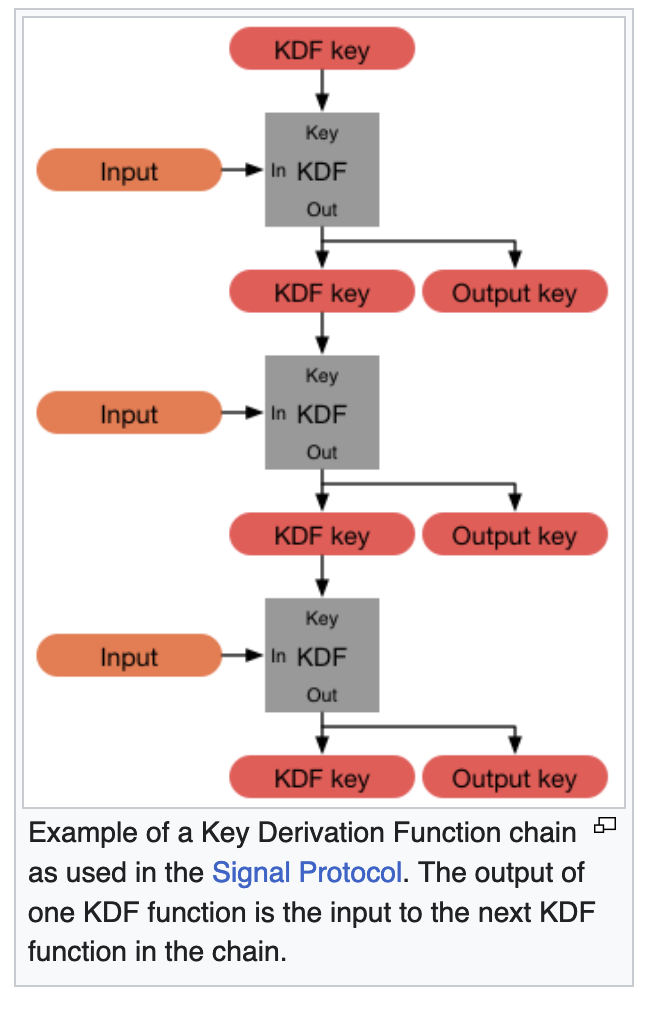 KDF key
Key
Input
In KDF
Out
KDF key Output key
Key
Input
In KDF
Out
KDF key Output key
Key
Input
In KDF
Out
KDF key Output key
Example of a Key Derivation Function chain
as used in the Signal Protocol. The output of
one KDF function is the input to the next KDF
function in the chain.